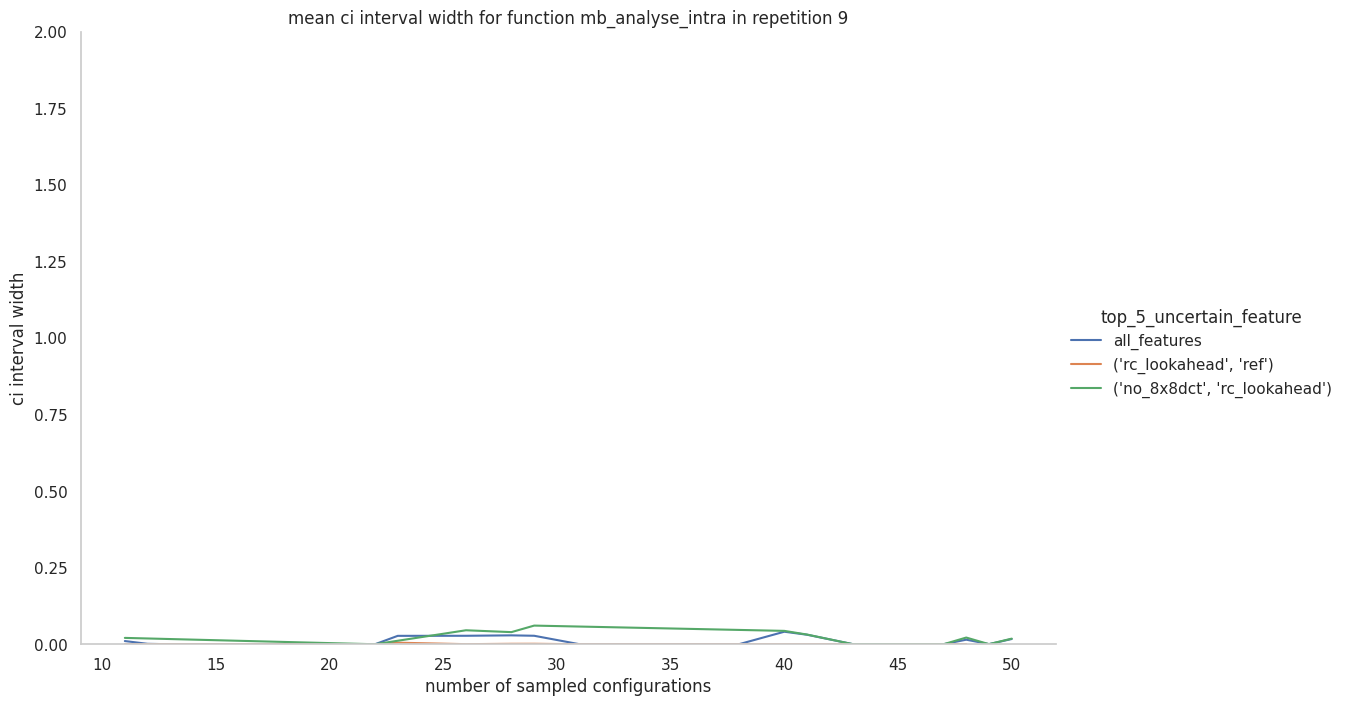 mean ci interval width for function mb_analyse_intra in repetition 9
2.00
1.75
1.50
1.25
1.00
0.75
0.50
0.25
0.00
ci interval width
10
15
20
25
30
35
40
45
50
number of sampled configurations
top_5_uncertain_feature
all_features
('rc_lookahead', 'ref')
('no_8x8dct', 'rc_lookahead')